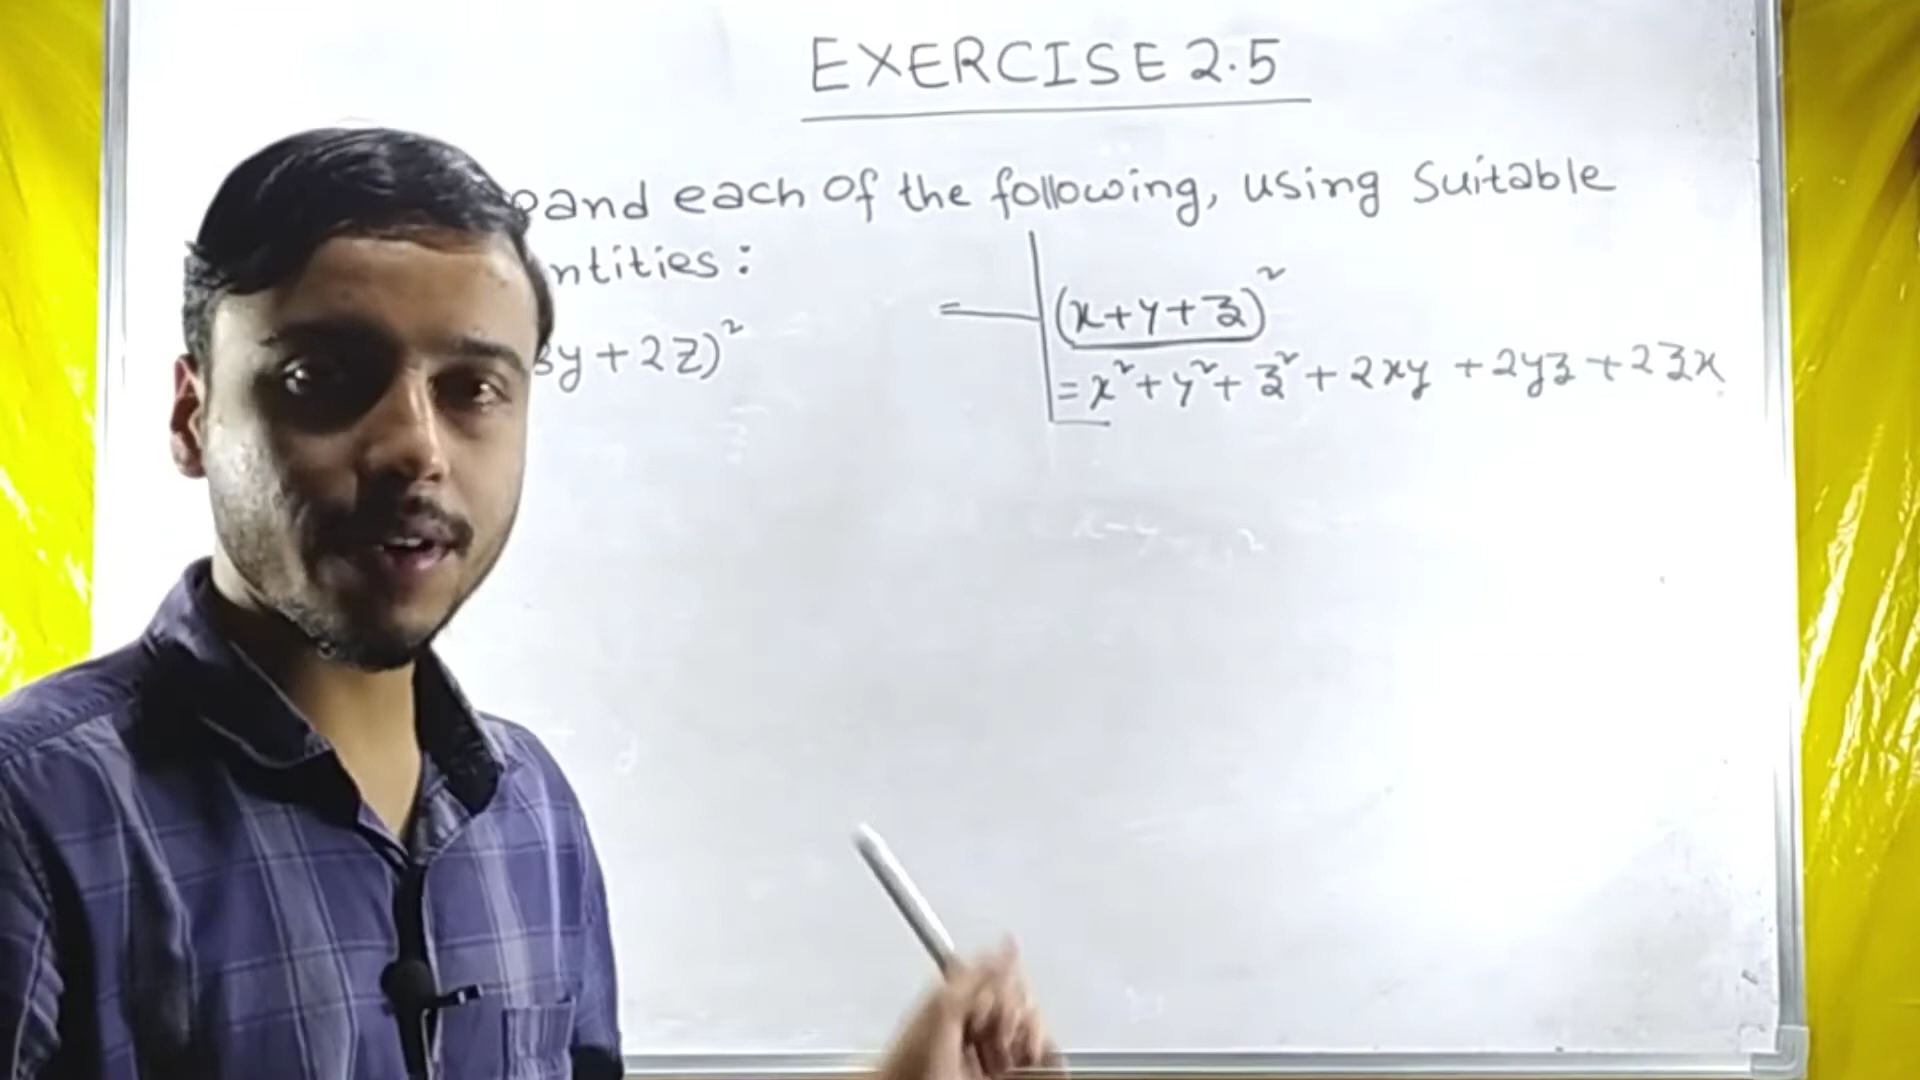 EXERCISE 2.5
pand each of the following, using Suitable
ntities :
(x+y+z)²
3y+2z)²
= x²+y²+z²+2xy+2yz+2zx